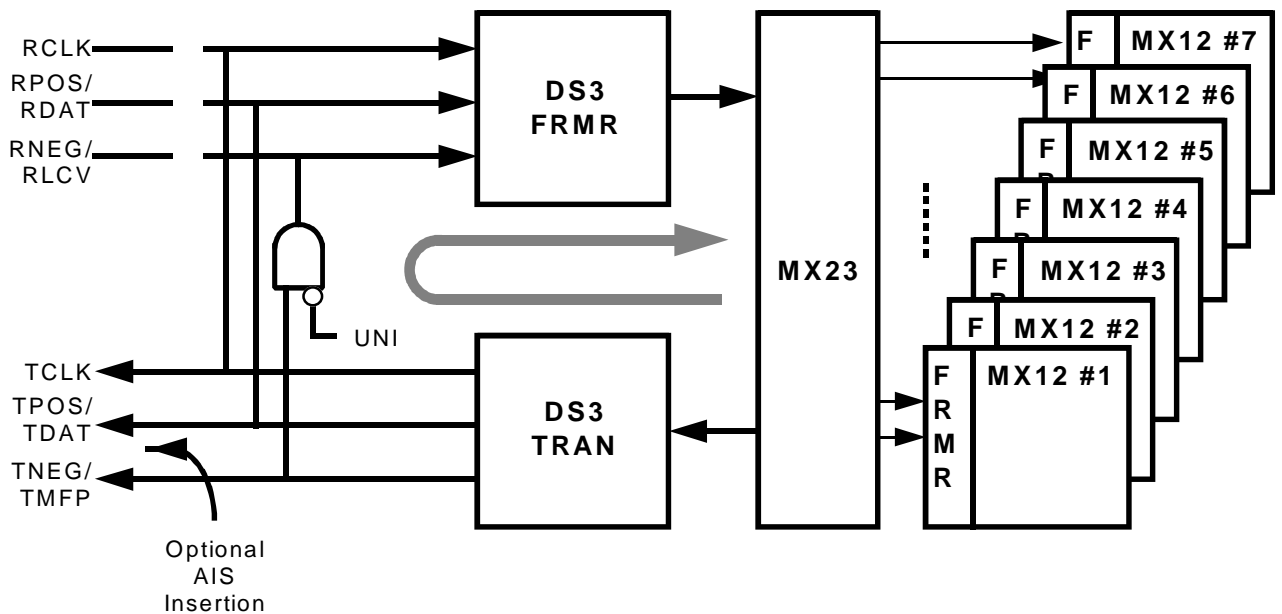 RCLK
RPOS/
RDAT
RNEG/
RLCV
DS3
FRMR
MX23
F MX12 #7
F MX12 #6
F MX12 #5
F MX12 #4
F MX12 #3
F MX12 #2
MX12 #1
F
R
M
R
UNI
TCLK
TPOS/
TDAT
TNEG/
TMFP
DS3
TRAN
Optional
AIS
Insertion